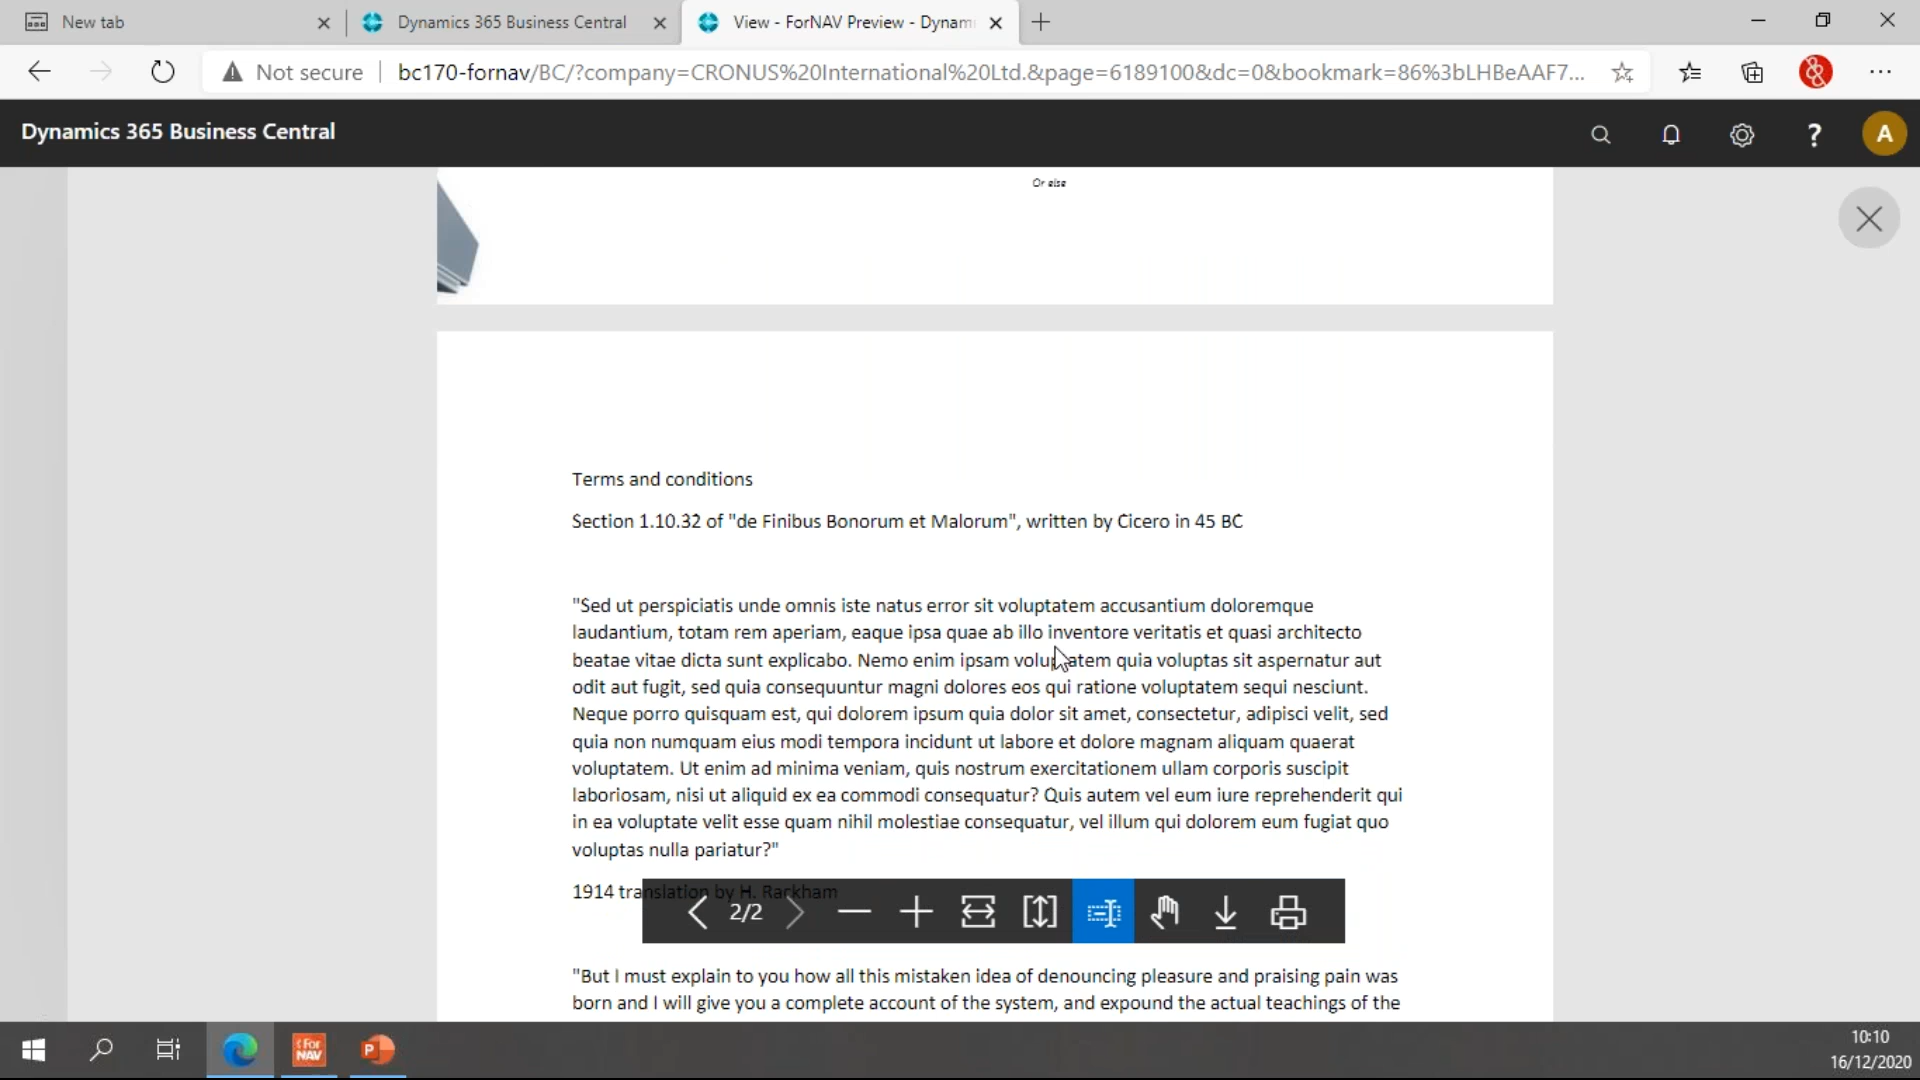 New tab
Dynamics 365 Business Central
View - ForNAV Preview - Dynam
Not secure
bc170-fornav/BC/?company=CRONUS%20International%20Ltd.&page=6189100&dc=0&bookmark=86%3bLHBeAAF7...
Dynamics 365 Business Central
?
A
Or else
Terms and conditions
Section 1.10.32 of "de Finibus Bonorum et Malorum", written by Cicero in 45 BC
"Sed ut perspiciatis unde omnis iste natus error sit voluptatem accusantium doloremque
laudantium, totam rem aperiam, eaque ipsa quae ab illo inventore veritatis et quasi architecto
beatae vitae dicta sunt explicabo. Nemo enim ipsam voluptatem quia voluptas sit aspernatur aut
odit aut fugit, sed quia consequuntur magni dolores eos qui ratione voluptatem sequi nesciunt.
Neque porro quisquam est, qui dolorem ipsum quia dolor sit amet, consectetur, adipisci velit, sed
quia non numquam eius modi tempora incidunt ut labore et dolore magnam aliquam quaerat
voluptatem. Ut enim ad minima veniam, quis nostrum exercitationem ullam corporis suscipit
laboriosam, nisi ut aliquid ex ea commodi consequatur? Quis autem vel eum iure reprehenderit qui
in ea voluptate velit esse quam nihil molestiae consequatur, vel illum qui dolorem eum fugiat quo
voluptas nulla pariatur?"
1914 translation by H. Rackham
2/2
"But I must explain to you how all this mistaken idea of denouncing pleasure and praising pain was
born and I will give you a complete account of the system, and expound the actual teachings of the
For
NAV
P
10:10
16/12/2020